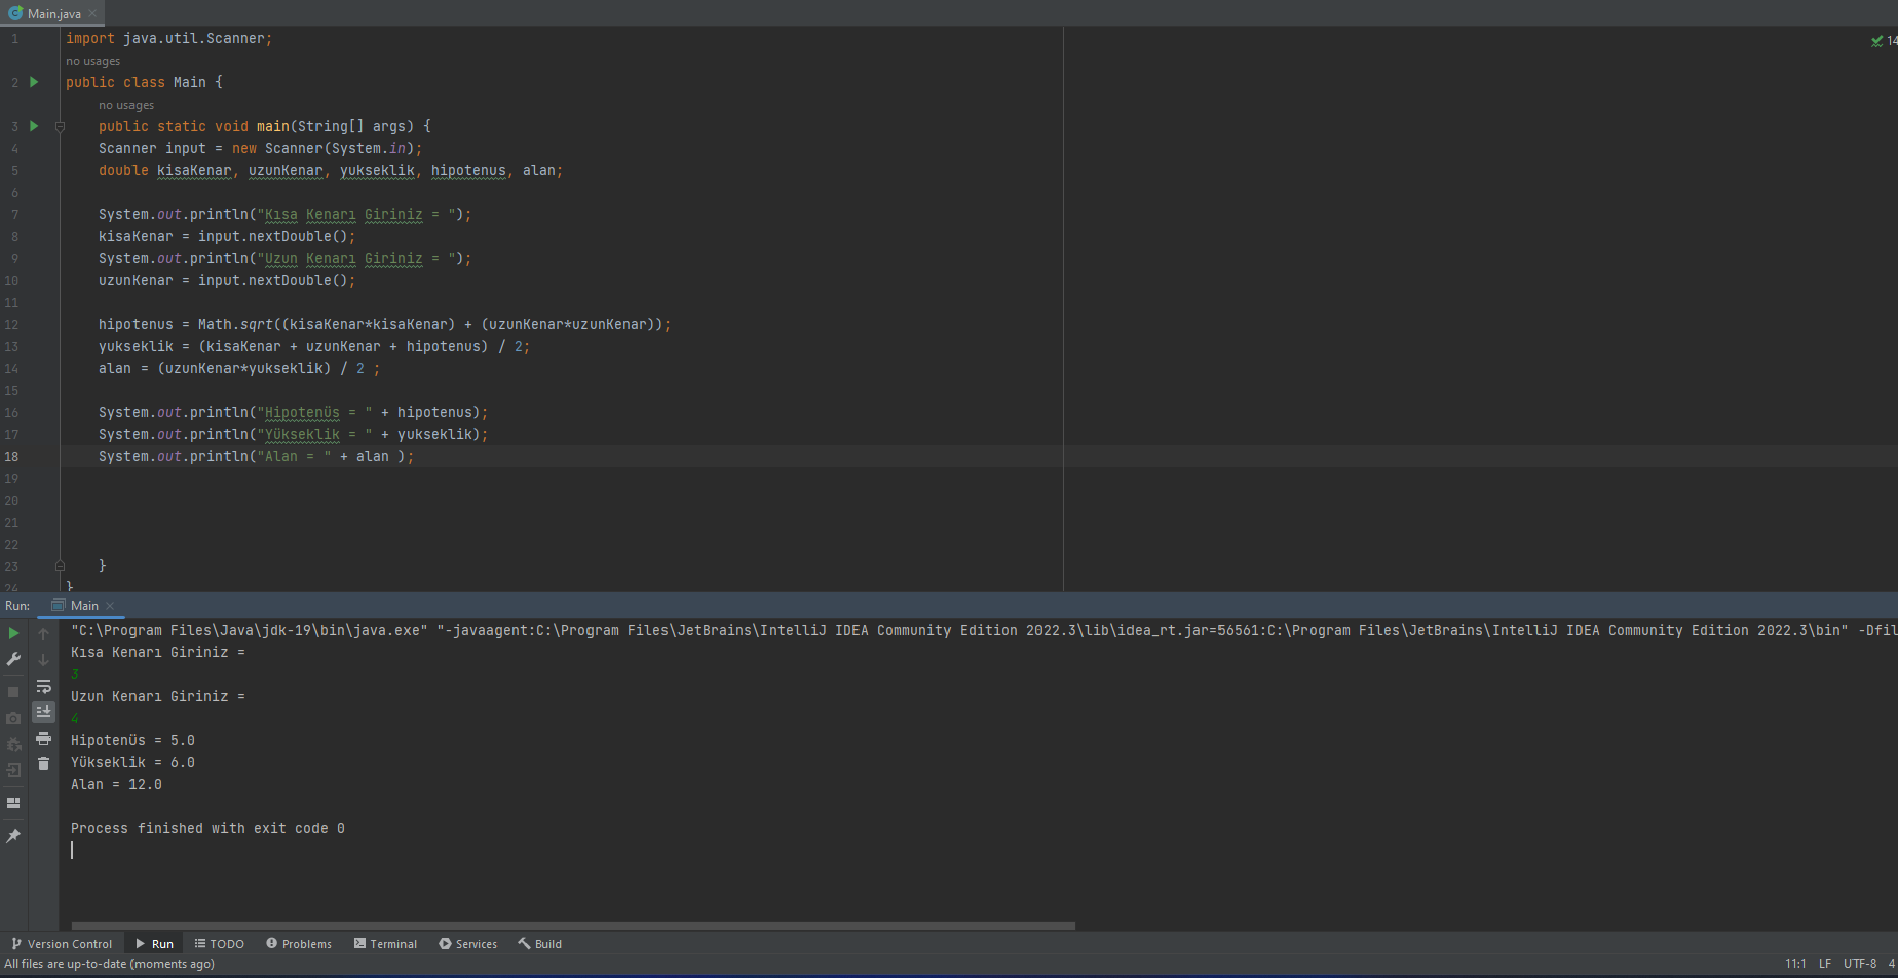 Main.java
1 import java.util.Scanner;
no usages
2 public class Main {
no usages
3 public static void main(String[] args) {
4 Scanner input = new Scanner(System.in);
5 double kisaKenar, uzunKenar, yukseklik, hipotenus, alan;
6
7 System.out.println("Kısa Kenarı Giriniz = ");
8 kisaKenar = input.nextDouble();
9 System.out.println("Uzun Kenarı Giriniz = ");
10 uzunKenar = input.nextDouble();
11
12 hipotenus = Math.sqrt((kisaKenar*kisaKenar) + (uzunKenar*uzunKenar));
13 yukseklik = (kisaKenar + uzunKenar + hipotenus) / 2;
14 alan = (uzunKenar*yukseklik) / 2 ;
15
16 System.out.println("Hipotenüs = " + hipotenus);
17 System.out.println("Yükseklik = " + yukseklik);
18 System.out.println("Alan = " + alan );
19
20
21
22
23 }
24 }
14
Run: Main
"C:\Program Files\Java\jdk-19\bin\java.exe" "-javaagent:C:\Program Files\JetBrains\IntelliJ IDEA Community Edition 2022.3\lib\idea_rt.jar=56561:C:\Program Files\JetBrains\IntelliJ IDEA Community Edition 2022.3\bin" -Dfil
Kısa Kenarı Giriniz =
3
Uzun Kenarı Giriniz =
4
Hipotenüs = 5.0
Yükseklik = 6.0
Alan = 12.0
Process finished with exit code 0
Version Control Run TODO Problems Terminal Services Build
All files are up-to-date (moments ago) 11:1 LF UTF-8 4